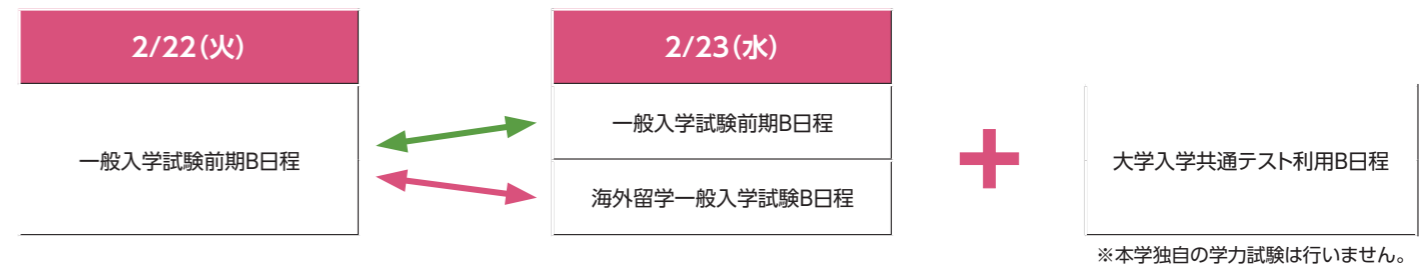 2/22(火)
2/23(水)
一般入学試験前期B日程
一般入学試験前期B日程
海外留学一般入学試験B日程
+
大学入学共通テスト利用B日程
※本学独自の学力試験は行いません。